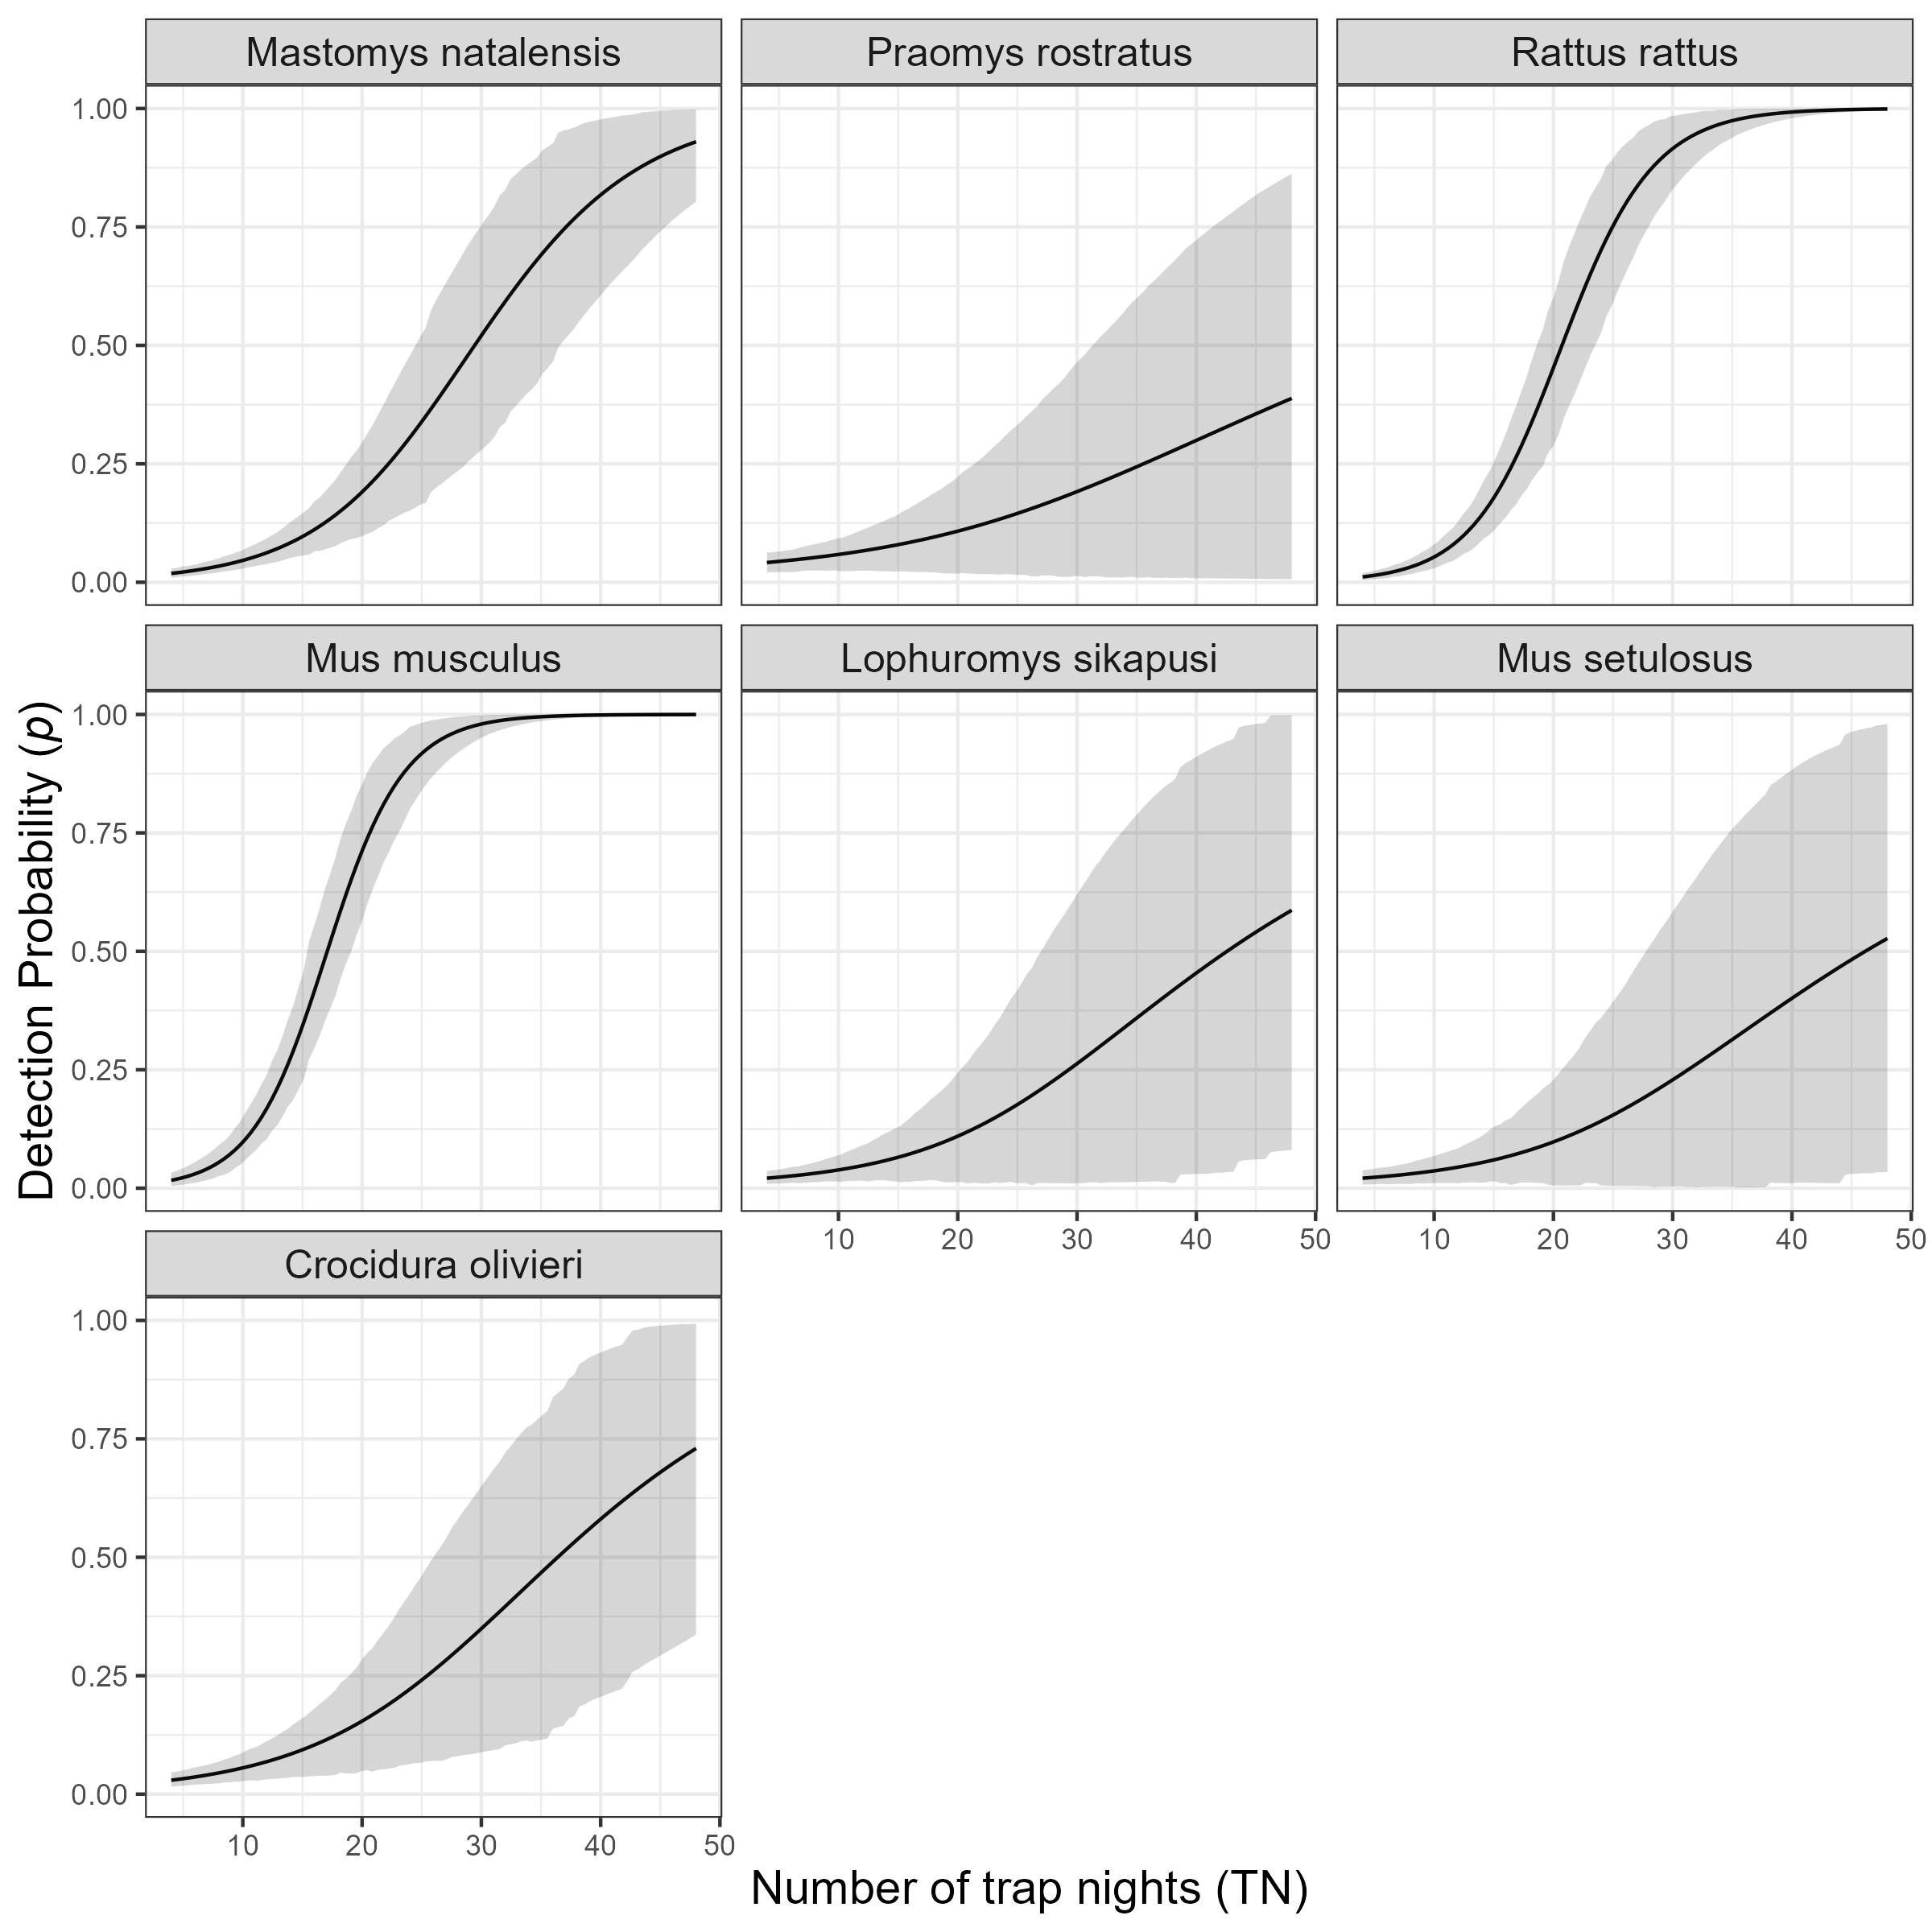 Mastomys natalensis
Praomys rostratus
Rattus rattus
1.00
0.75
0.50
0.25
0.00
Mus musculus
Lophuromys sikapusi
Mus setulosus
1.00
0.75
0.50
0.25
0.00
Detection Probability (p)
10 20 30 40 50
10 20 30 40 50
Crocidura olivieri
1.00
0.75
0.50
0.25
0.00
10 20 30 40 50
Number of trap nights (TN)